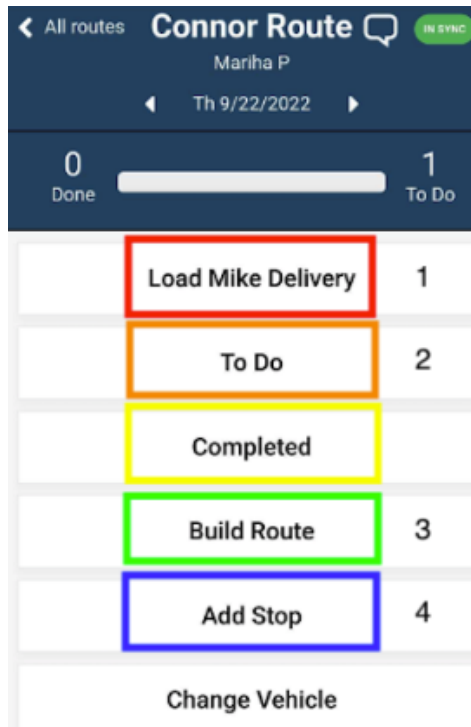 All routes Connor Route IN SYNC
Mariha P
Th 9/22/2022
0 1
Done To Do
Load Mike Delivery 1
To Do 2
Completed
Build Route 3
Add Stop 4
Change Vehicle